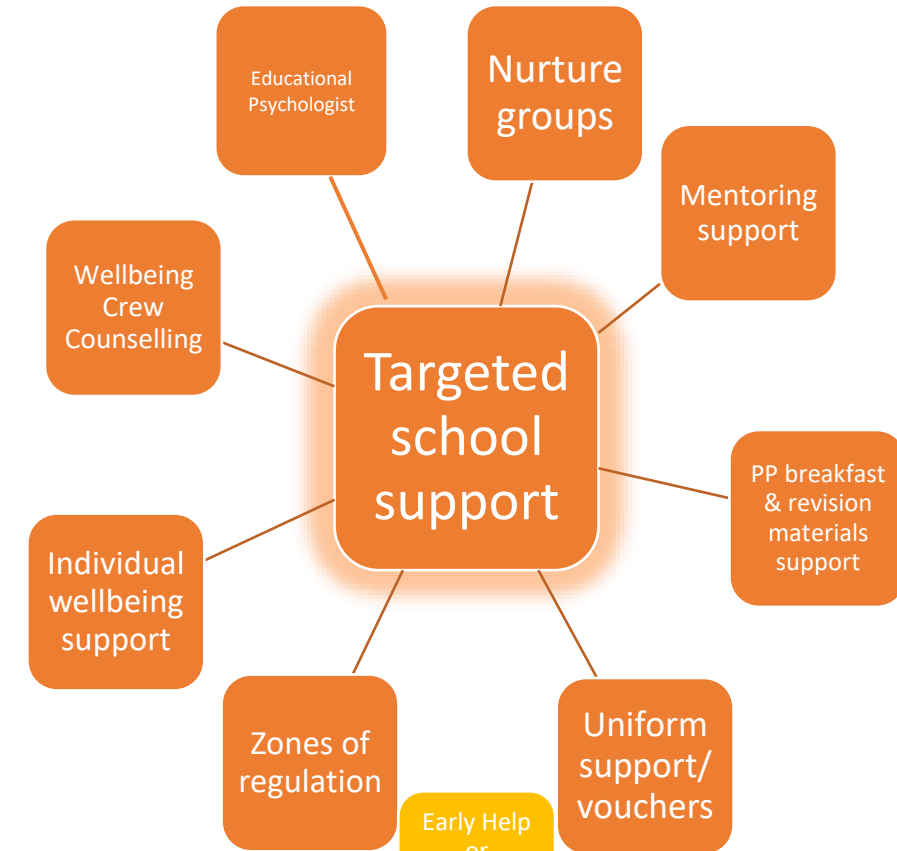 Educational
Psychologist
Nurture
groups
Mentoring
support
Wellbeing
Crew
Counselling
Targeted
school
support
PP breakfast
& revision
materials
support
Individual
wellbeing
support
Zones of
regulation
Uniform
support/
vouchers
Early Help
or